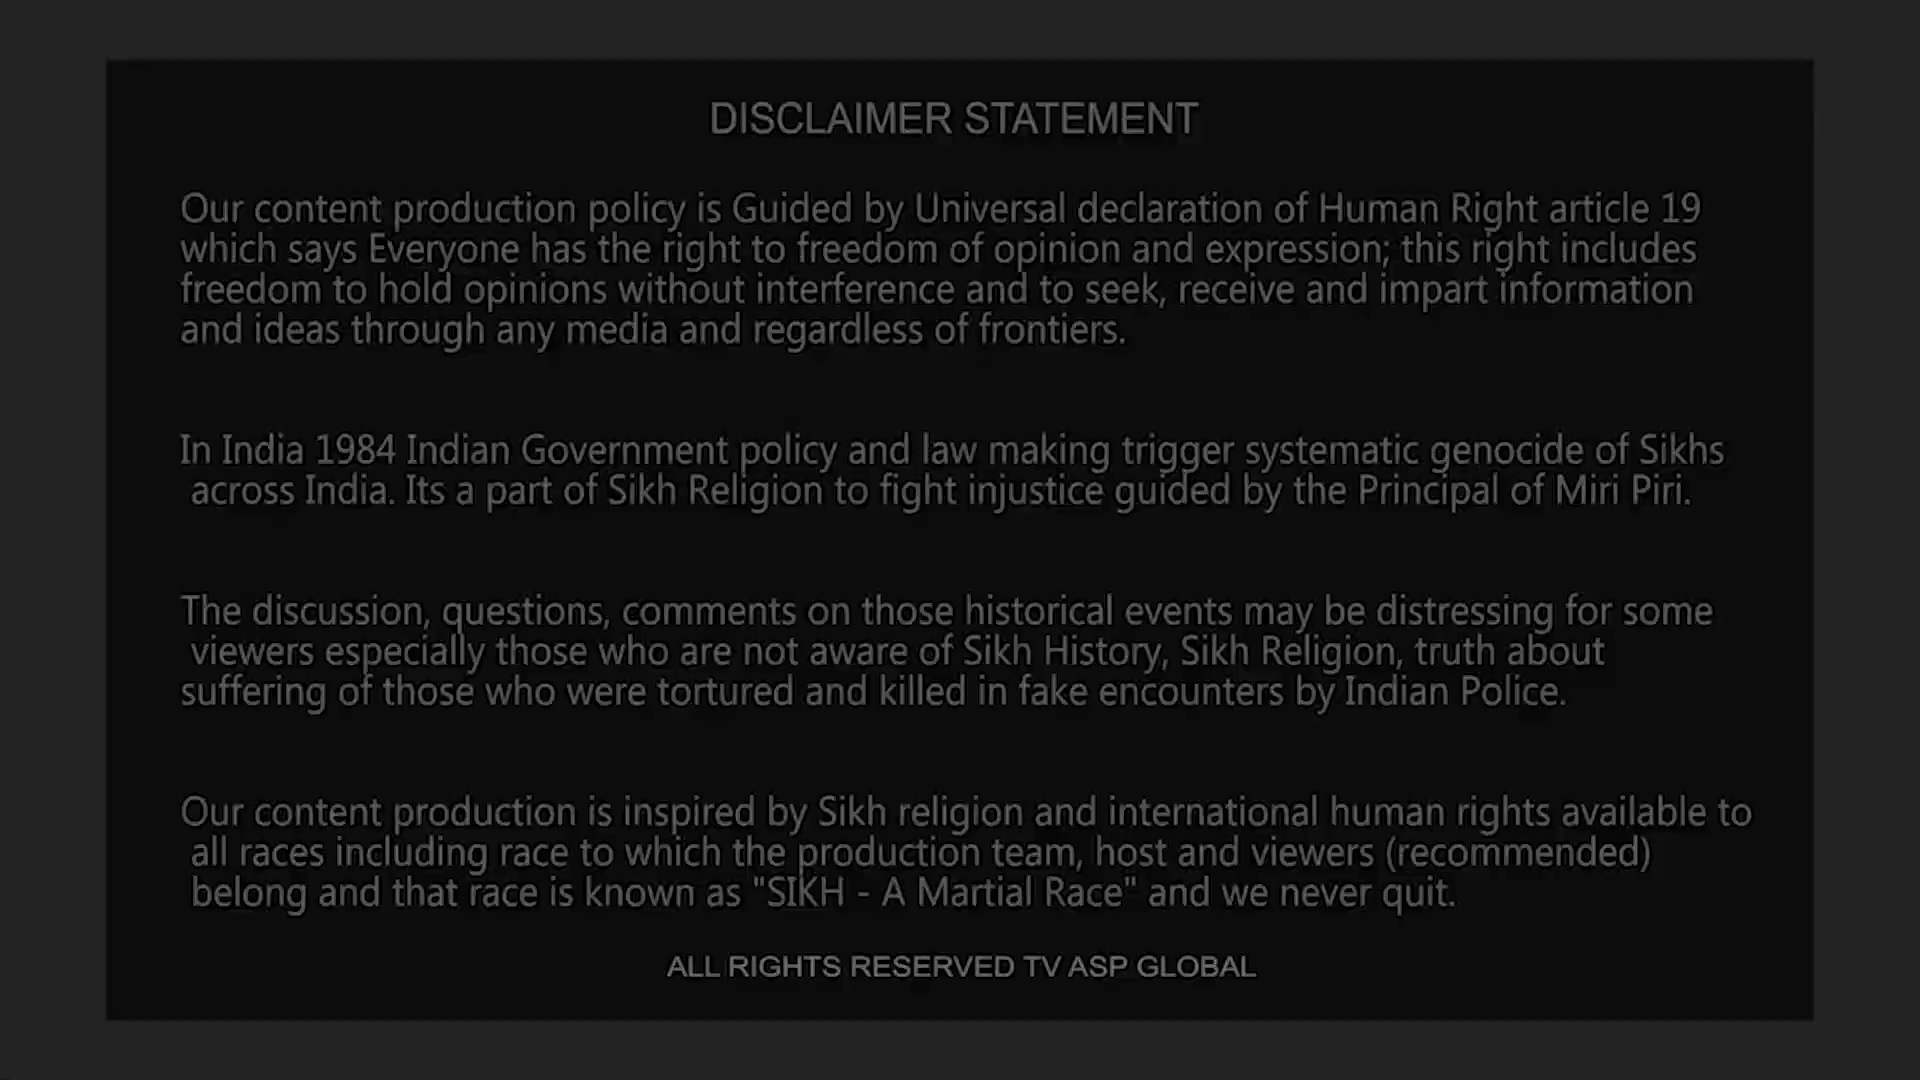 DISCLAIMER STATEMENT
Our content production policy is Guided by Universal declaration of Human Right article 19
which says Everyone has the right to freedom of opinion and expression; this right includes
freedom to hold opinions without interference and to seek, receive and impart information
and ideas through any media and regardless of frontiers.
In India 1984 Indian Government policy and law making trigger systematic genocide of Sikhs
across India. Its a part of Sikh Religion to fight injustice guided by the Principal of Miri Piri.
The discussion, questions, comments on those historical events may be distressing for some
viewers especially those who are not aware of Sikh History, Sikh Religion, truth about
suffering of those who were tortured and killed in fake encounters by Indian Police.
Our content production is inspired by Sikh religion and international human rights available to
all races including race to which the production team, host and viewers (recommended)
belong and that race is known as "SIKH - A Martial Race" and we never quit.
ALL RIGHTS RESERVED TV ASP GLOBAL